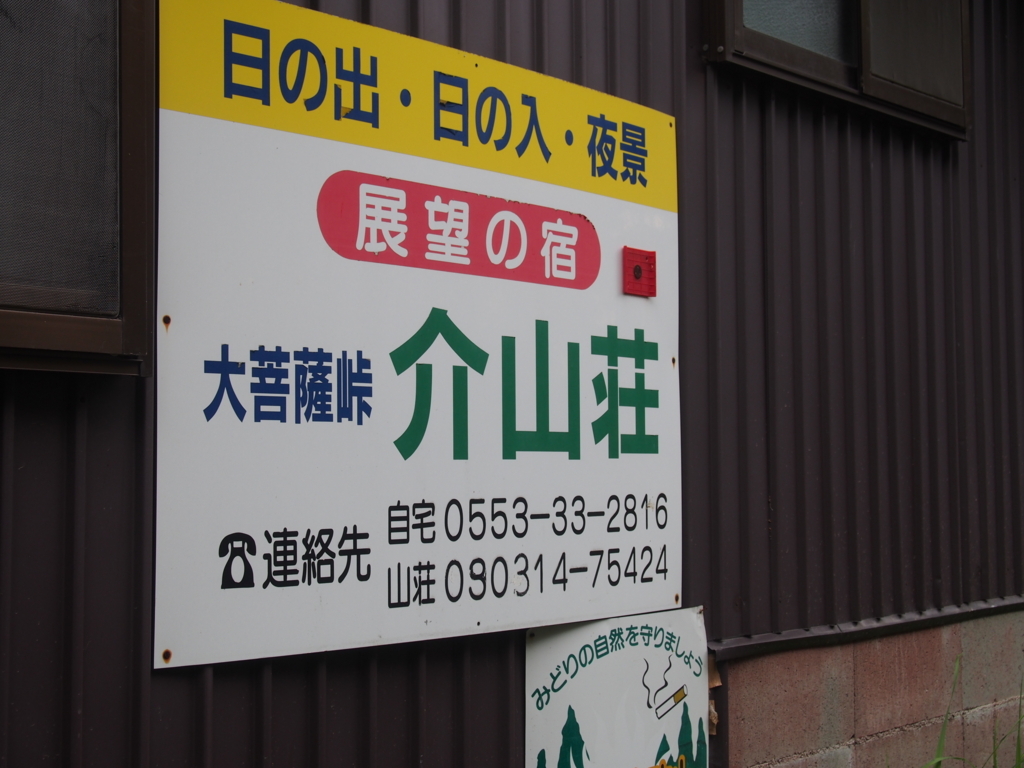 日の出・日の入・夜景
展望の宿
大菩薩峠 介山荘
☎連絡先
自宅 0553-33-2816
山荘 090314-75424
みどりの自然を守りましょう